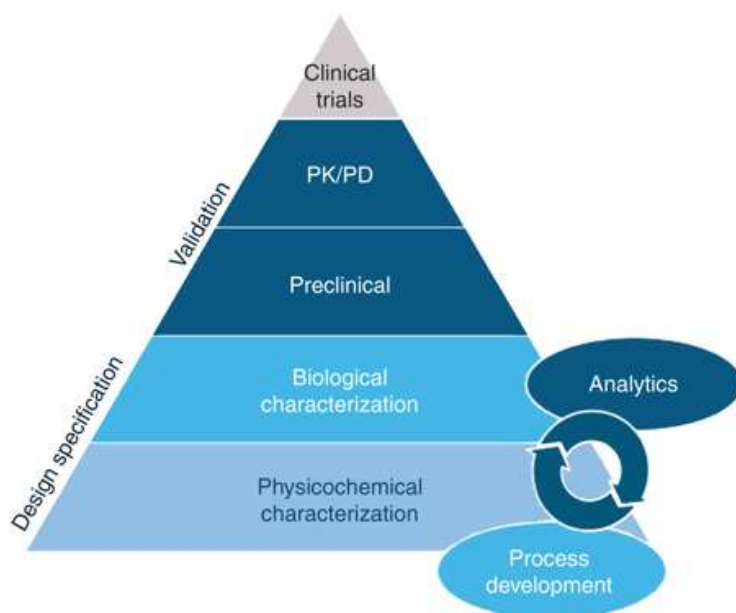 Clinical
trials
PK/PD
Validation
Preclinical
Biological
characterization
Analytics
Design specification
Physicochemical
characterization
Process
development